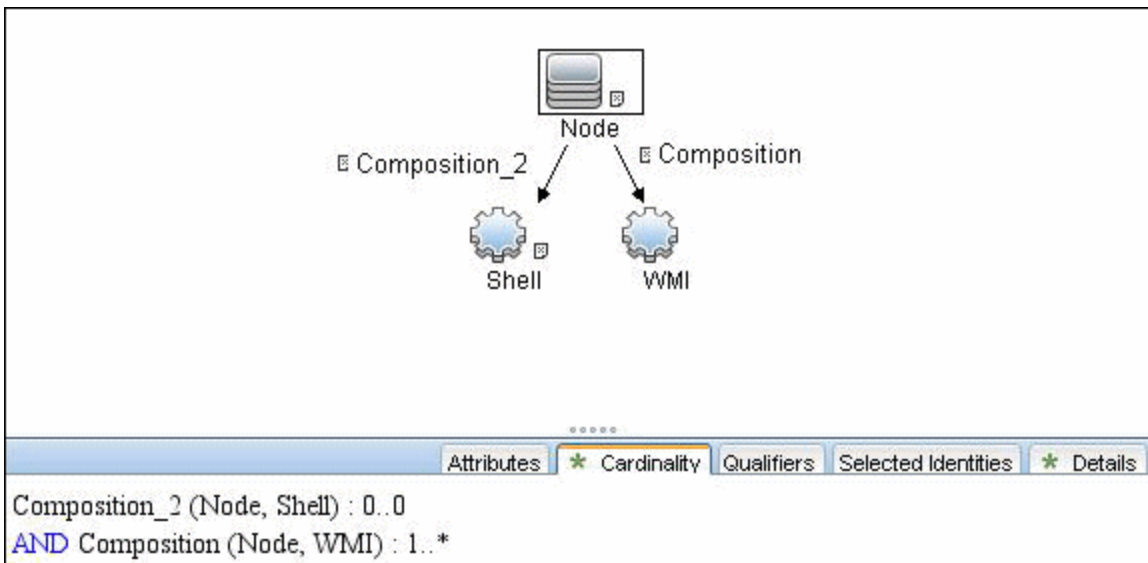 Node
Composition_2
Composition
Shell
WMI
Attributes * Cardinality Qualifiers Selected Identities * Details
Composition_2 (Node, Shell) : 0..0
AND Composition (Node, WMI) : 1..*